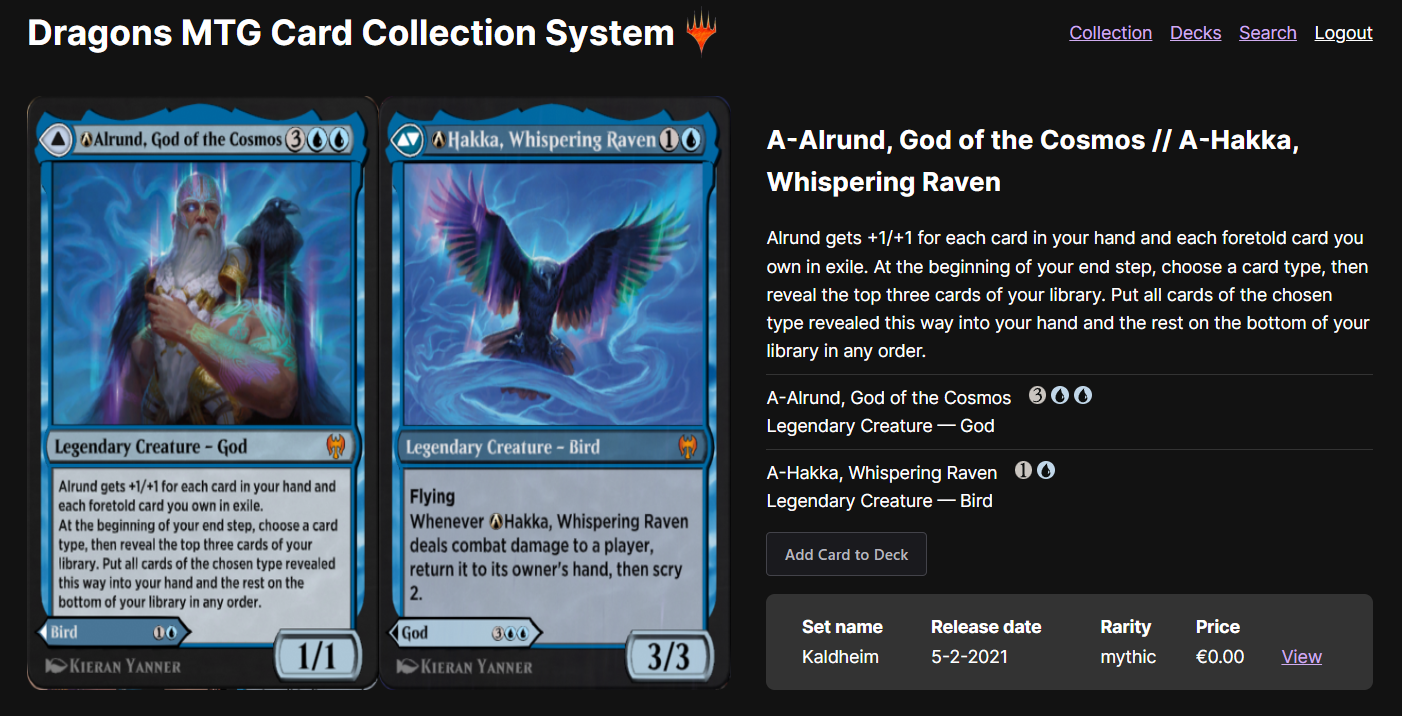 Dragons MTG Card Collection System
Collection Decks Search Logout
Alrund, God of the Cosmos 3
Bird 1
Legendary Creature – God
Alrund gets +1/+1 for each card in your hand and
each foretold card you own in exile.
At the beginning of your end step, choose a card
type, then reveal the top three cards of your
library. Put all cards of the chosen type revealed
this way into your hand and the rest on the
bottom of your library in any order.
1/1
KIERAN YANNER
Hakka, Whispering Raven 1
Legendary Creature – Bird
Flying
Whenever Hakka, Whispering Raven
deals combat damage to a player,
return it to its owner's hand, then scry
2.
God 3
3/3
KIERAN YANNER
A-Alrund, God of the Cosmos // A-Hakka,
Whispering Raven
Alrund gets +1/+1 for each card in your hand and each foretold card you
own in exile. At the beginning of your end step, choose a card type, then
reveal the top three cards of your library. Put all cards of the chosen
type revealed this way into your hand and the rest on the bottom of your
library in any order.
A-Alrund, God of the Cosmos 3
Legendary Creature — God
A-Hakka, Whispering Raven 1
Legendary Creature — Bird
Add Card to Deck
Set name Release date Rarity Price
Kaldheim 5-2-2021 mythic €0.00 View